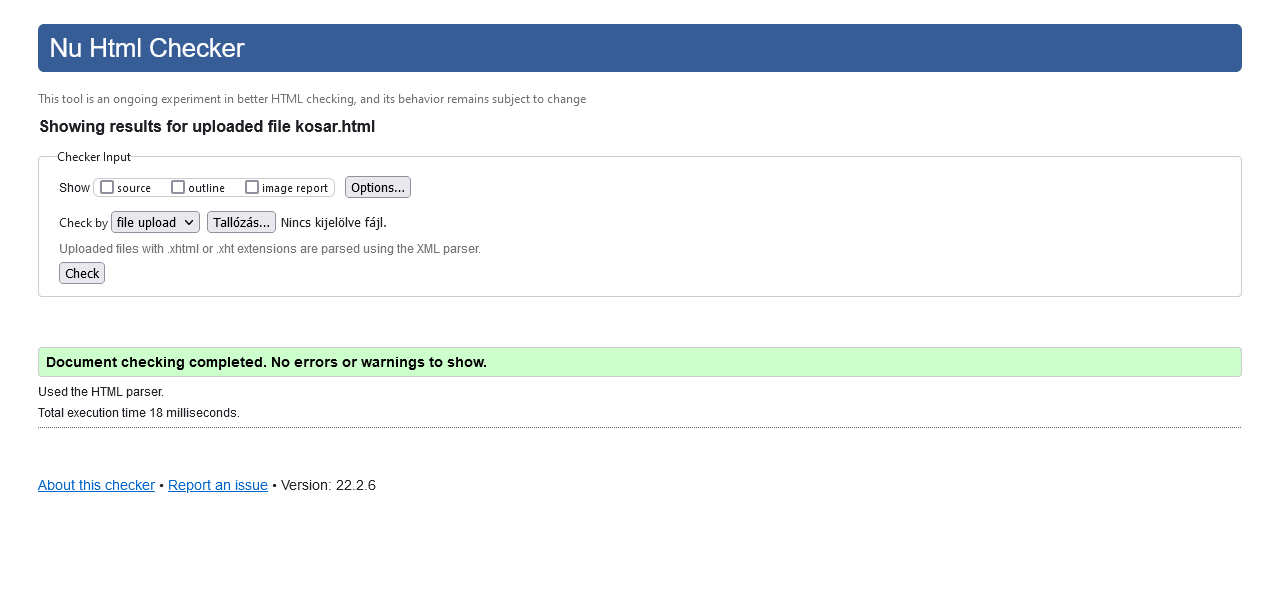 Nu Html Checker
This tool is an ongoing experiment in better HTML checking, and its behavior remains subject to change
Showing results for uploaded file kosar.html
Checker Input
Show source outline image report Options...
Check by file upload Tallózás... Nincs kijelölve fájl.
Uploaded files with .xhtml or .xht extensions are parsed using the XML parser.
Check
Document checking completed. No errors or warnings to show.
Used the HTML parser.
Total execution time 18 milliseconds.
About this checker • Report an issue • Version: 22.2.6